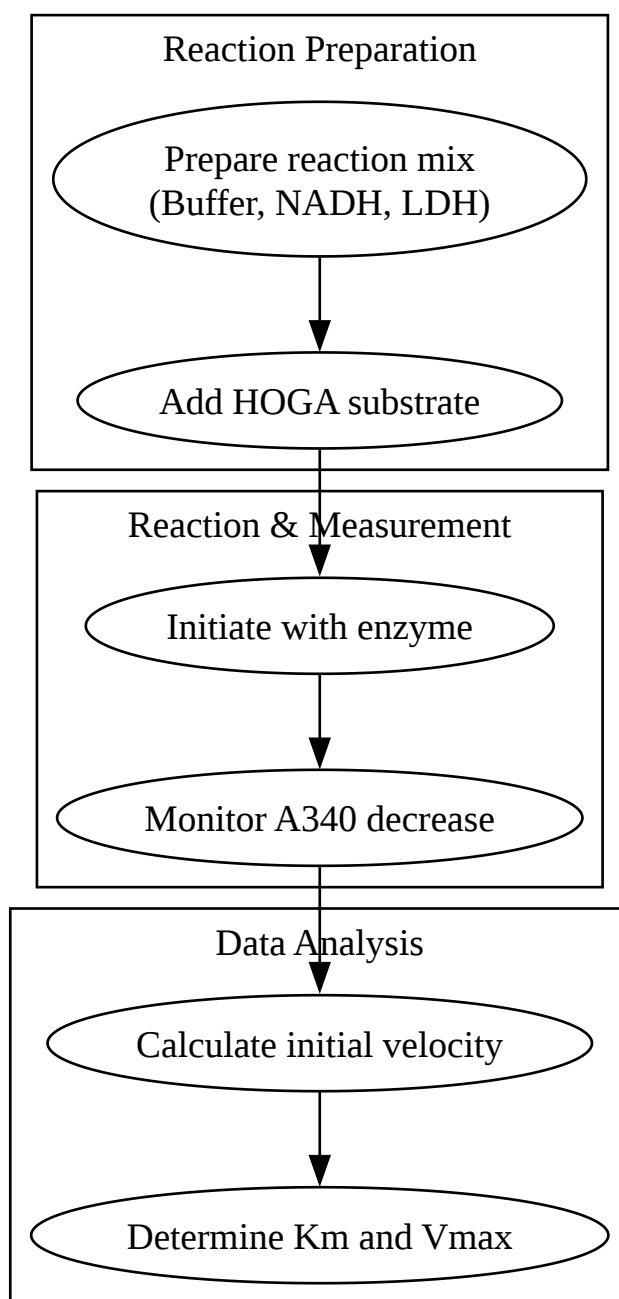 Reaction Preparation
Prepare reaction mix
(Buffer, NADH, LDH)
Add HOGA substrate
Reaction & Measurement
Initiate with enzyme
Monitor A340 decrease
Data Analysis
Calculate initial velocity
Determine Km and Vmax